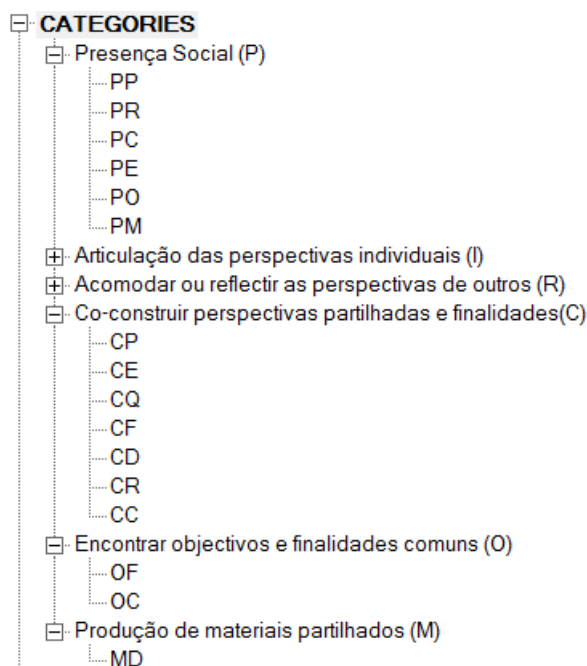 CATEGORIES
Presença Social (P)
PP
PR
PC
PE
PO
PM
Articulação das perspectivas individuais (I)
Acomodar ou reflectir as perspectivas de outros (R)
Co-construir perspectivas partilhadas e finalidades(C)
CP
CE
CQ
CF
CD
CR
CC
Encontrar objectivos e finalidades comuns (O)
OF
OC
Produção de materiais partilhados (M)
MD